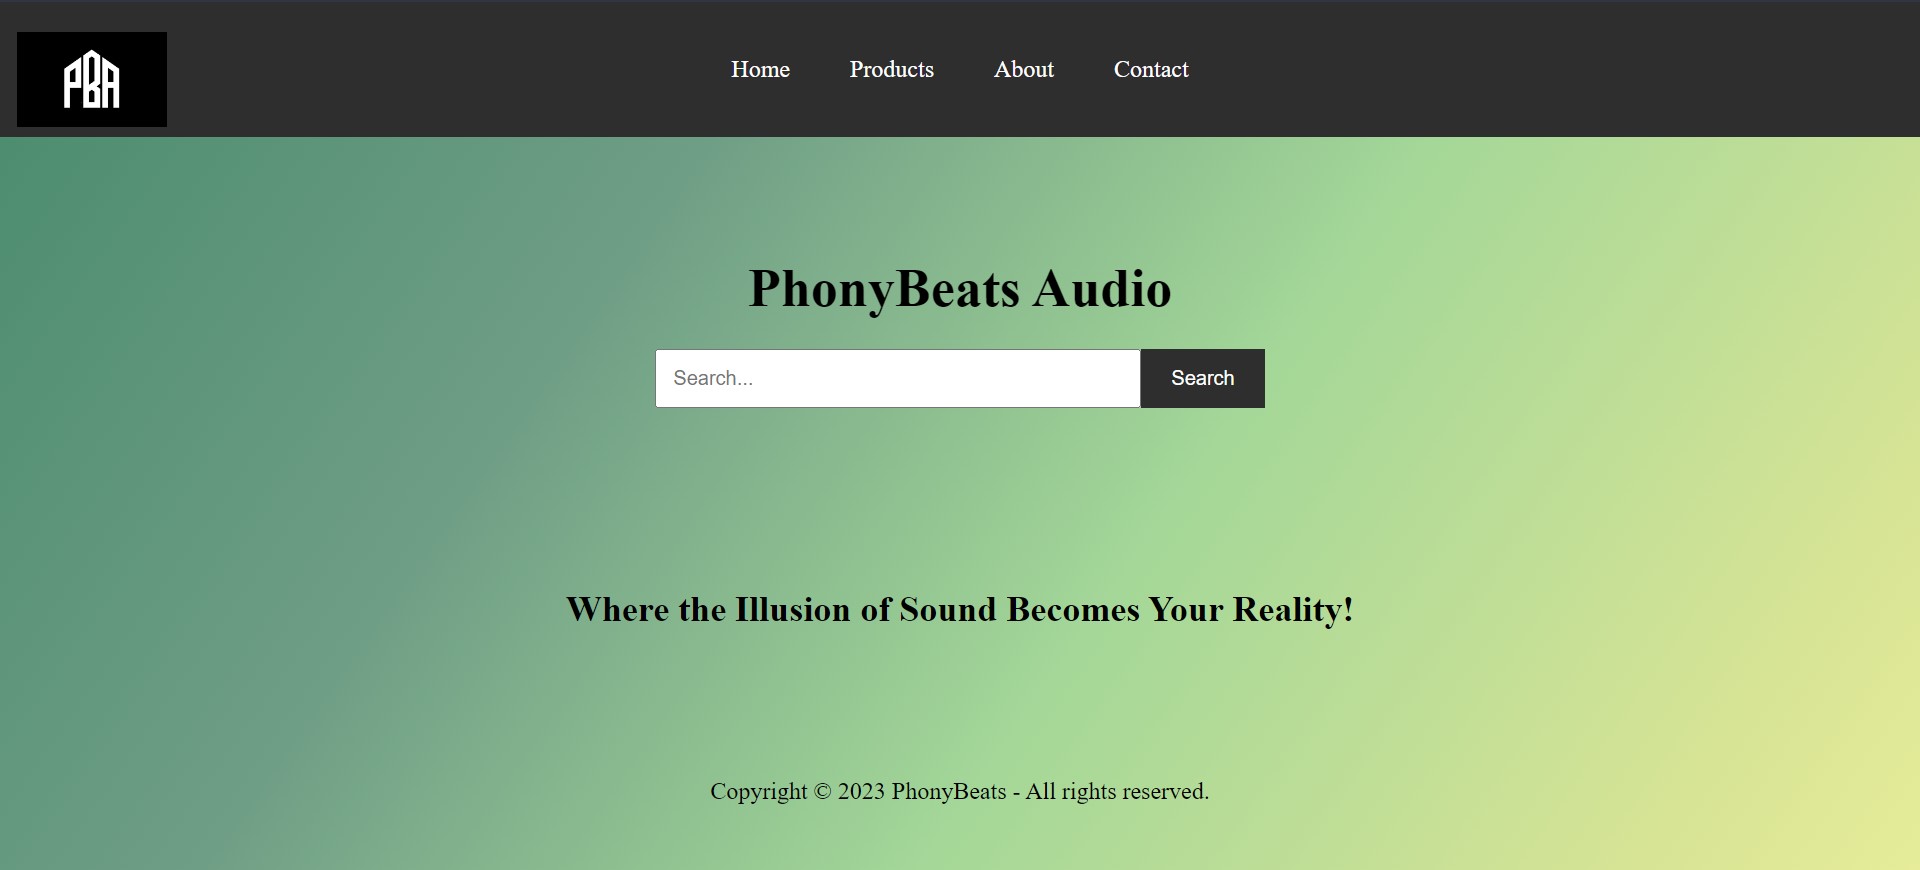 PBA
Home Products About Contact
PhonyBeats Audio
Search... Search
Where the Illusion of Sound Becomes Your Reality!
Copyright © 2023 PhonyBeats - All rights reserved.